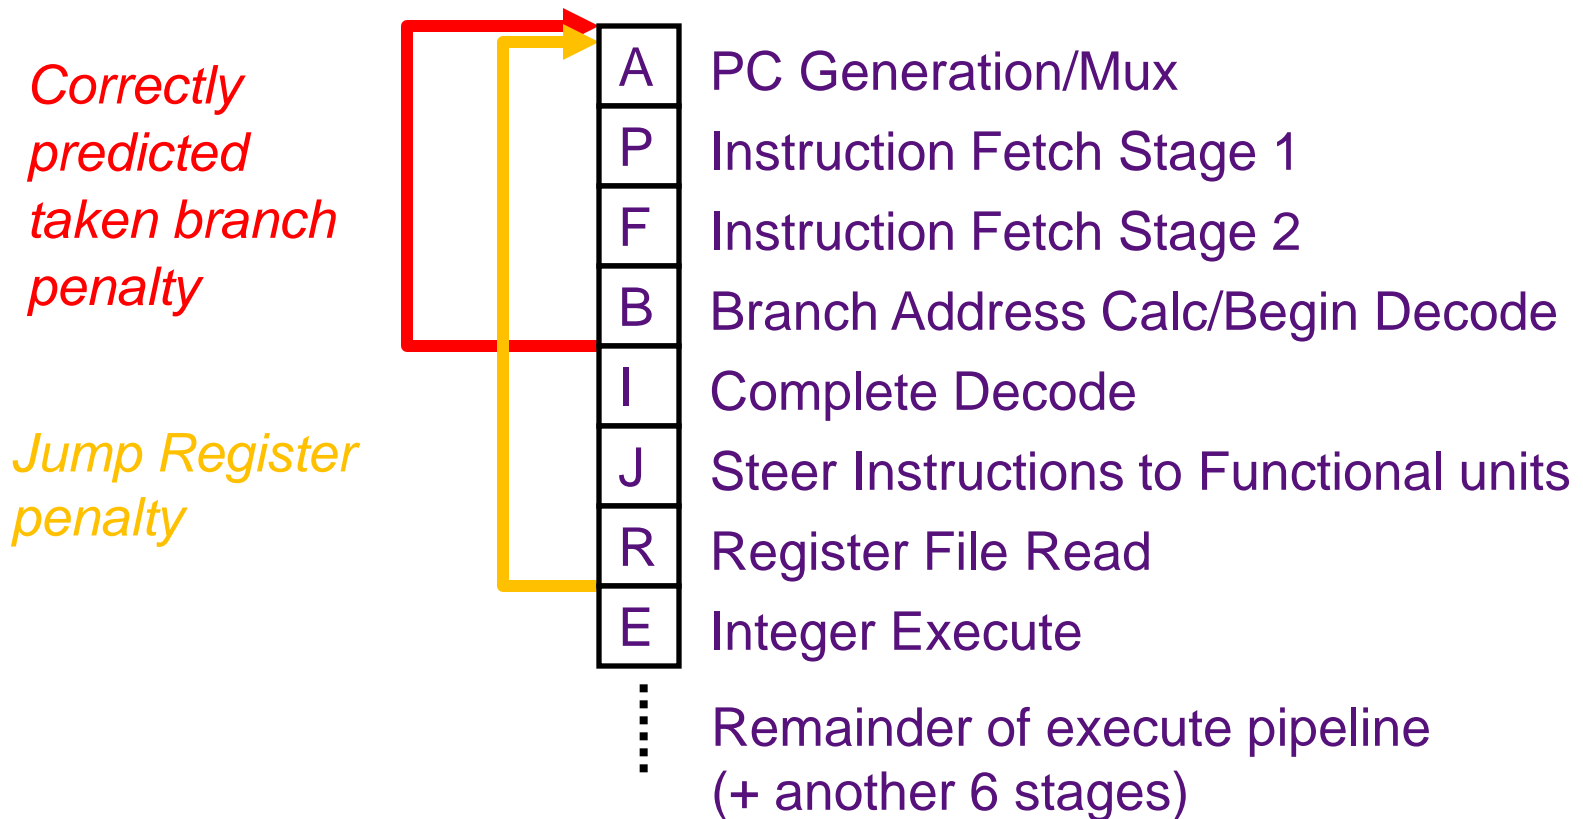 Correctly
predicted
taken branch
penalty
Jump Register
penalty
A PC Generation/Mux
P Instruction Fetch Stage 1
F Instruction Fetch Stage 2
B Branch Address Calc/Begin Decode
I Complete Decode
J Steer Instructions to Functional units
R Register File Read
E Integer Execute
Remainder of execute pipeline
(+ another 6 stages)